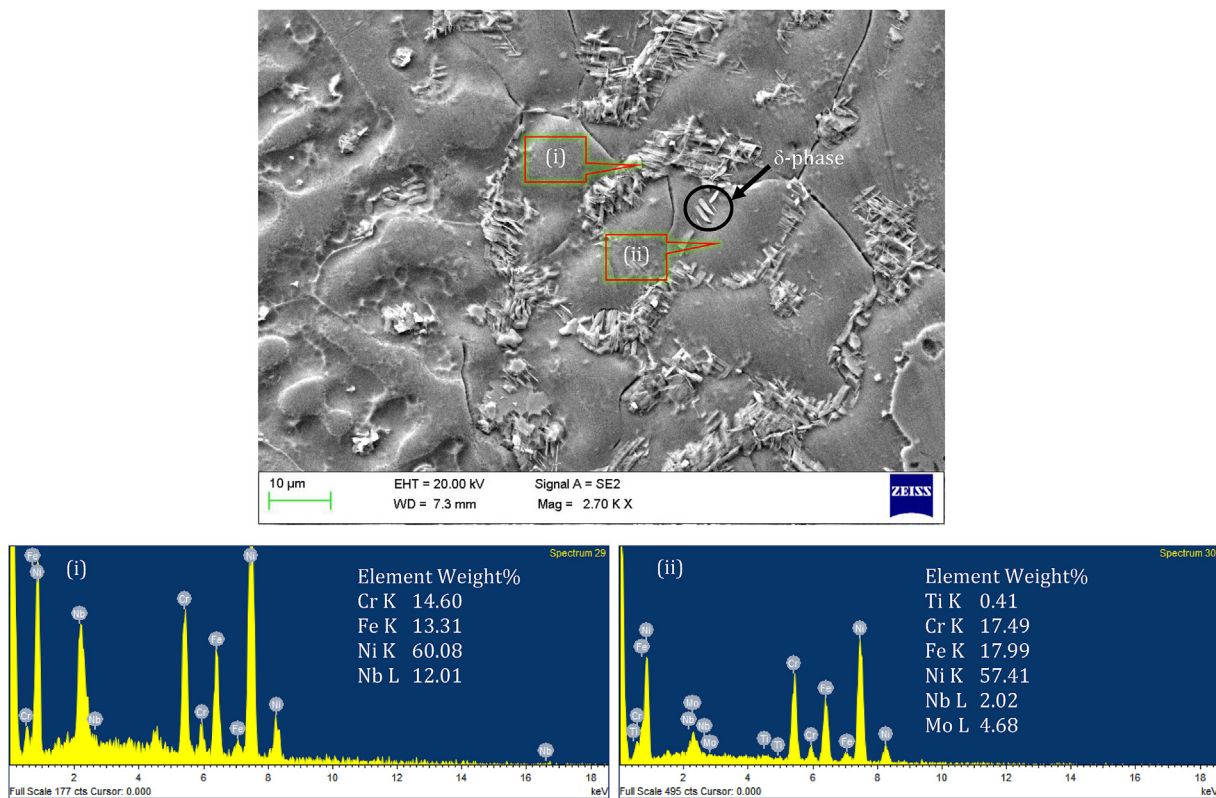 (i)
δ-phase
(ii)
10 µm
EHT = 20.00 kV
Signal A = SE2
WD = 7.3 mm
Mag = 2.70 K X
ZEISS
Spectrum 29
(i)
Element Weight%
Cr K 14.60
Fe K 13.31
Ni K 60.08
Nb L 12.01
Fe
Ni
Cr
Nb
Nb
Cr
Cr
Fe
Fe
Ni
Ni
Nb
2 4 6 8 10 12 14 16 18
Full Scale 177 cts Cursor: 0.000
keV
Spectrum 30
(ii)
Element Weight%
Ti K 0.41
Cr K 17.49
Fe K 17.99
Ni K 57.41
Nb L 2.02
Mo L 4.68
Ni
Fe
Cr
Ti
Mo
Nb
Nb
Mo
Ti
Ti
Cr
Cr
Fe
Fe
Ni
Ni
2 4 6 8 10 12 14 16 18
Full Scale 495 cts Cursor: 0.000
keV